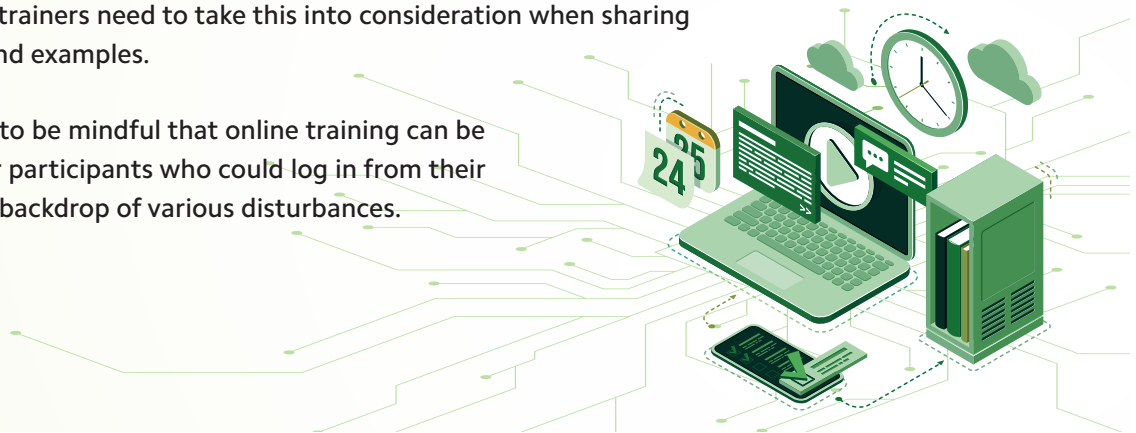 trainers need to take this into consideration when sharing
nd examples.
to be mindful that online training can be
r participants who could log in from their
backdrop of various disturbances.
25
24
>>